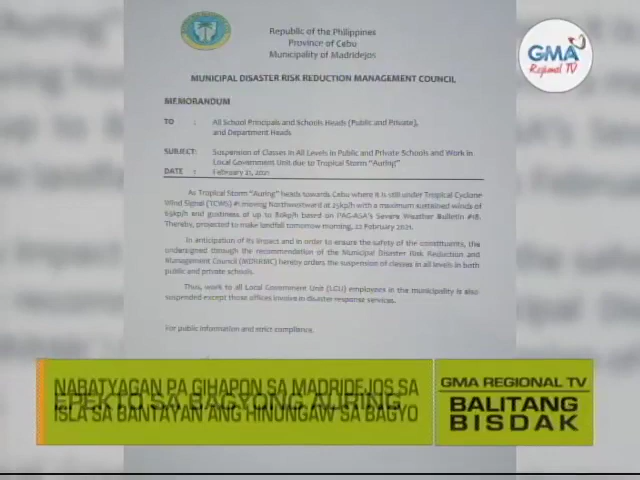 Republic of the Philippines
Province of Cebu
Municipality of Madridejos
GMA
Regional TV
MUNICIPAL DISASTER RISK REDUCTION MANAGEMENT COUNCIL
MEMORANDUM
TO : All School Principals and Schools Heads (Public and Private),
and Department Heads
SUBJECT: Suspension of Classes in All Levels in Public and Private Schools and Work in
Local Government Unit due to Tropical Storm "Auring"
DATE : February 21, 2021
As Tropical Storm "Auring" heads towards Cebu where it is still under Tropical Cyclone
Wind Signal (TCWS) #1 moving Northwestward at 25kp/h with a maximum sustained winds of
65kp/h and gustiness of up to 80kp/h based on PAG-ASA's Severe Weather Bulletin #18.
Thereby, projected to make landfall tomorrow morning, 22 February 2021.
In anticipation of its impact and in order to ensure the safety of the constituents, the
undersigned through the recommendation of the Municipal Disaster Risk Reduction and
Management Council (MDRRMC) hereby orders the suspension of classes in all levels in both
public and private schools.
Thus, work to all Local Government Unit (LGU) employees in the municipality is also
suspended except those offices involve in disaster response services.
For public information and strict compliance.
NABATYAGAN PA GIHAPON SA MADRIDEJOS SA
EPEKTO SA BAGYONG AURING
ISLA SA BANTAYAN ANG HINUNGAW SA BAGYO
GMA REGIONAL TV
BALITANG
BISDAK